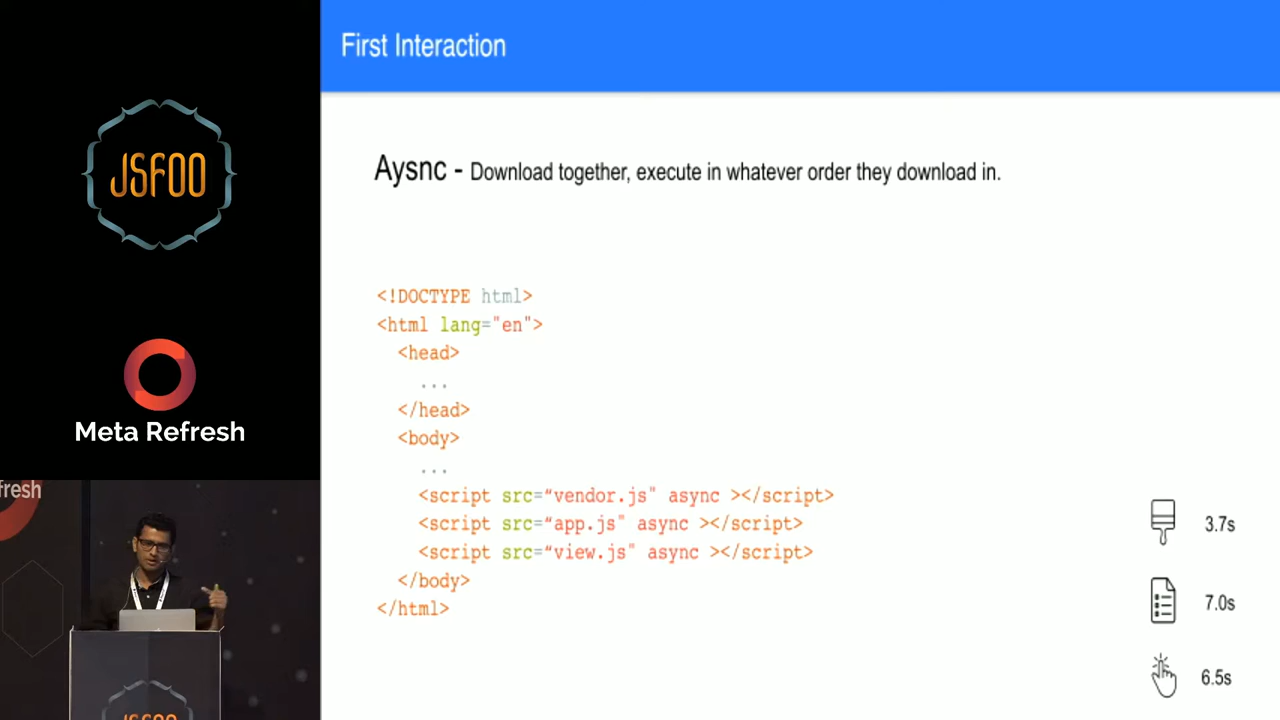 First Interaction
JSFOO
Aysnc - Download together, execute in whatever order they download in.
<!DOCTYPE html>
<html lang="en">
<head>
...
</head>
<body>
...
<script src=“vendor.js" async ></script>
<script src=“app.js" async ></script>
<script src=“view.js" async ></script>
</body>
</html>
Meta Refresh
fresh
JSFOO
3.7s
7.0s
6.5s